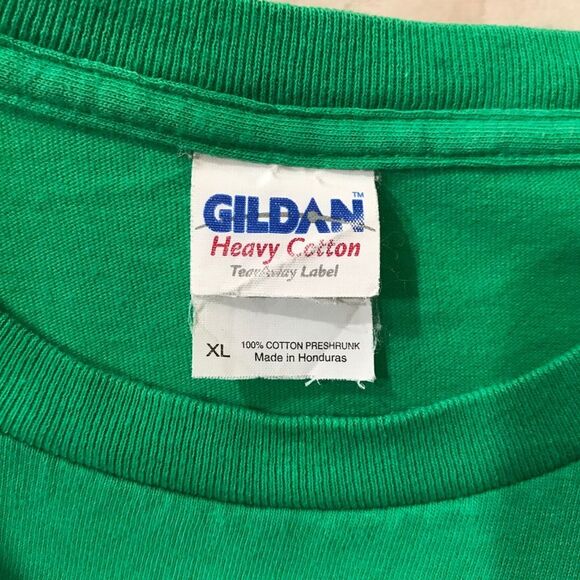 GILDAN™
Heavy Cotton
TearAway Label
XL 100% COTTON PRESHRUNK
Made in Honduras